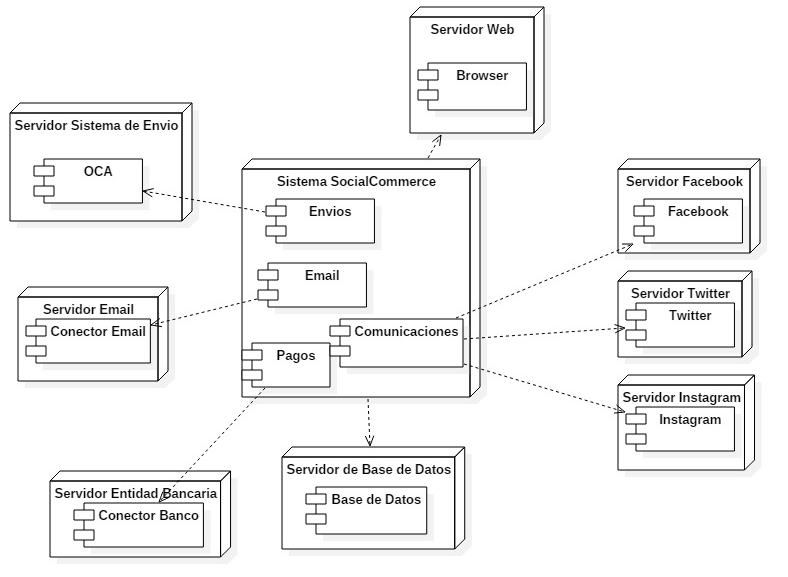 Servidor Web
Browser
Servidor Sistema de Envio
OCA
Sistema SocialCommerce
Envios
Email
Comunicaciones
Pagos
Servidor Facebook
Facebook
Servidor Twitter
Twitter
Servidor Instagram
Instagram
Servidor Email
Conector Email
Servidor de Base de Datos
Base de Datos
Servidor Entidad Bancaria
Conector Banco